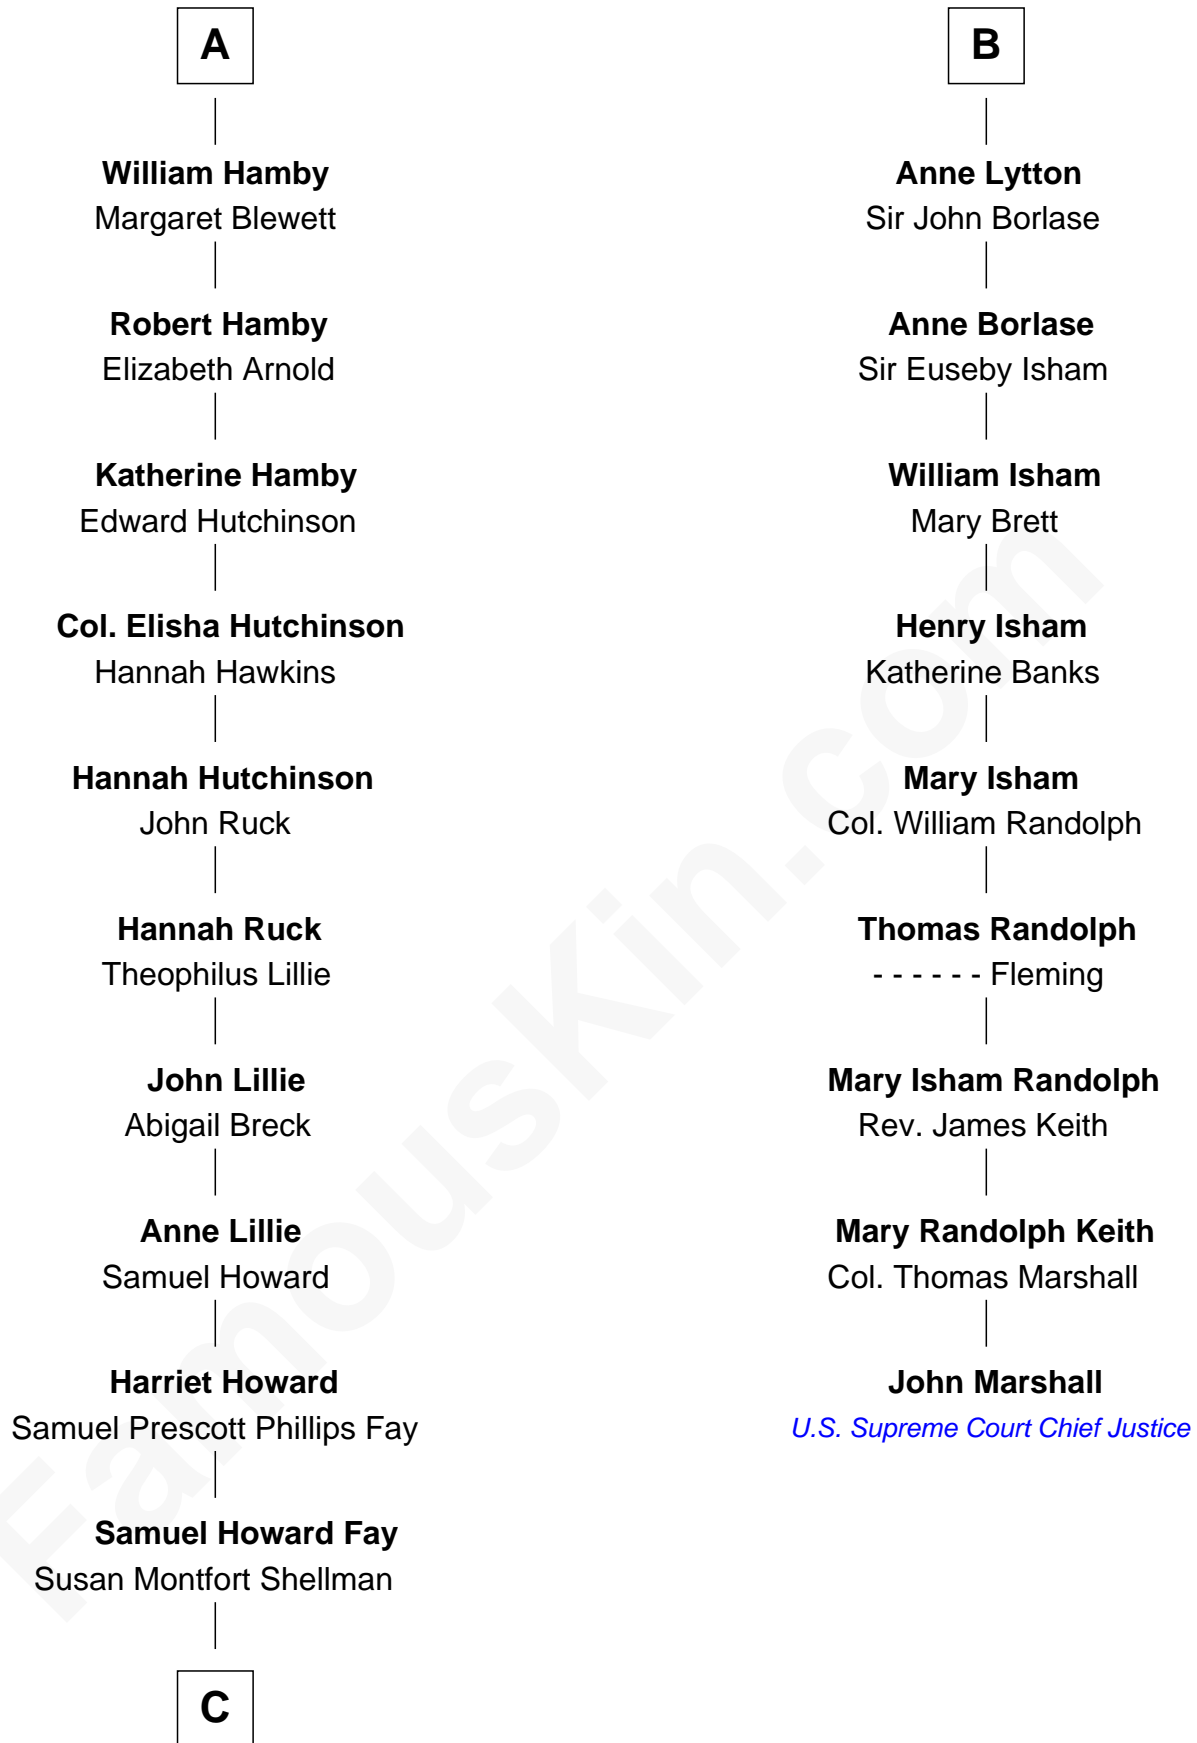 A
William Hamby
Margaret Blewett
Robert Hamby
Elizabeth Arnold
Katherine Hamby
Edward Hutchinson
Col. Elisha Hutchinson
Hannah Hawkins
Hannah Hutchinson
John Ruck
Hannah Ruck
Theophilus Lillie
John Lillie
Abigail Breck
Anne Lillie
Samuel Howard
Harriet Howard
Samuel Prescott Phillips Fay
Samuel Howard Fay
Susan Montfort Shellman
C
B
Anne Lytton
Sir John Borlase
Anne Borlase
Sir Euseby Isham
William Isham
Mary Brett
Henry Isham
Katherine Banks
Mary Isham
Col. William Randolph
Thomas Randolph
- - - - - - Fleming
Mary Isham Randolph
Rev. James Keith
Mary Randolph Keith
Col. Thomas Marshall
John Marshall
U.S. Supreme Court Chief Justice
FamousKin.com